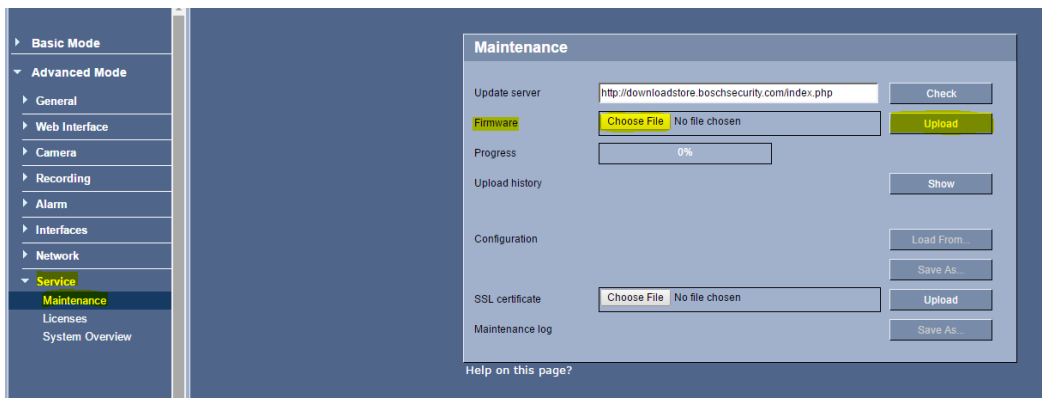 Basic Mode
Advanced Mode
General
Web Interface
Camera
Recording
Alarm
Interfaces
Network
Service
Maintenance
Licenses
System Overview
Maintenance
Update server http://downloadstore.boschsecurity.com/index.php Check
Firmware Choose File No file chosen Upload
Progress 0%
Upload history Show
Configuration Load From...
Save As...
SSL certificate Choose File No file chosen Upload
Maintenance log Save As...
Help on this page?